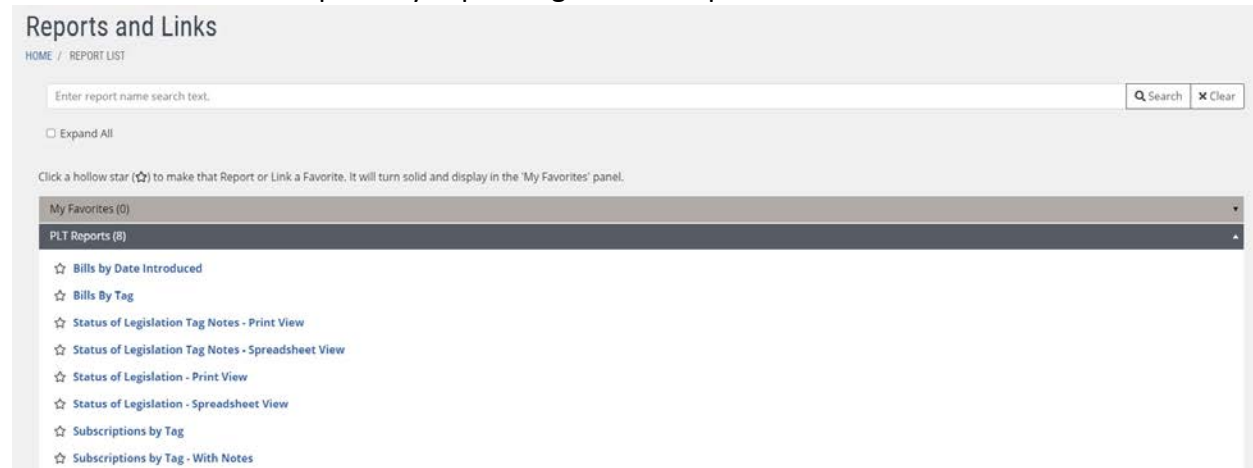 Reports and Links
HOME / REPORT LIST
Enter report name search text.
Search
Clear
Expand All
Click a hollow star (☆) to make that Report or Link a Favorite. It will turn solid and display in the 'My Favorites' panel.
My Favorites (0)
PLT Reports (8)
Bills by Date Introduced
Bills By Tag
Status of Legislation Tag Notes - Print View
Status of Legislation Tag Notes - Spreadsheet View
Status of Legislation - Print View
Status of Legislation - Spreadsheet View
Subscriptions by Tag
Subscriptions by Tag - With Notes